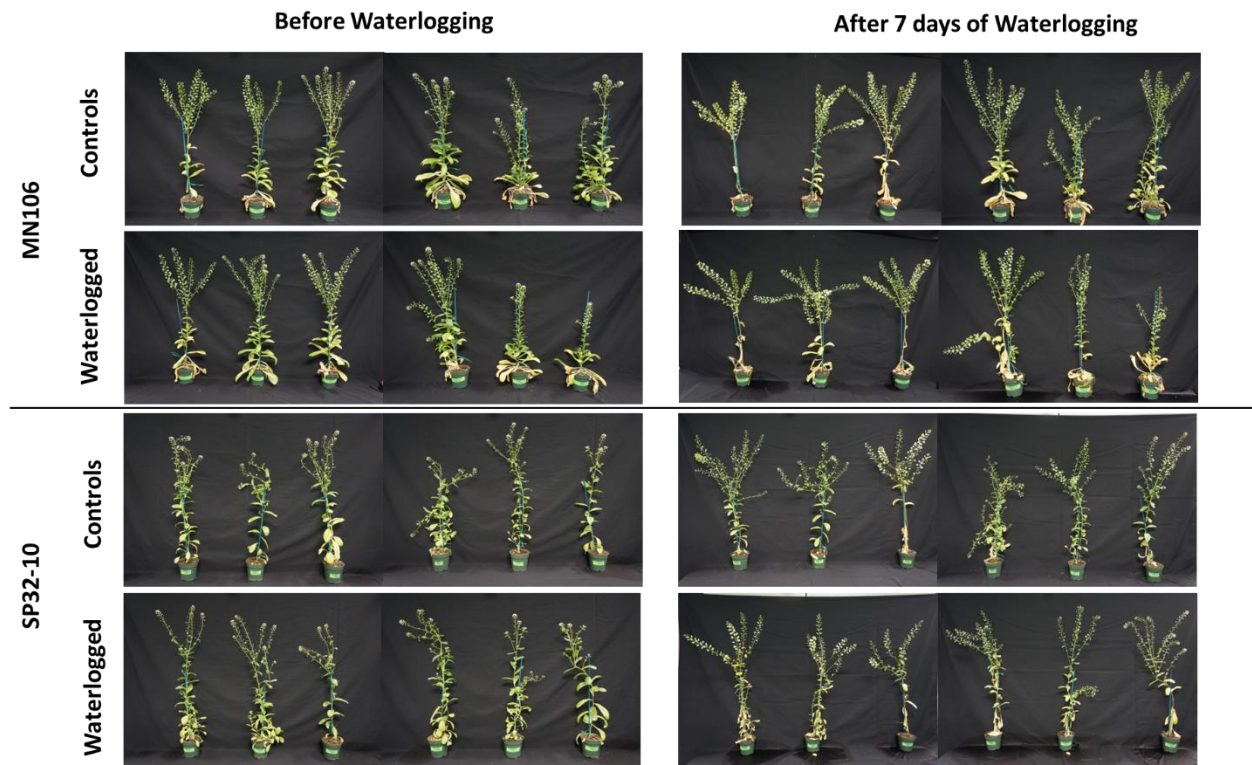 Before Waterlogging
After 7 days of Waterlogging
MN106
Controls
Waterlogged
SP32-10
Controls
Waterlogged